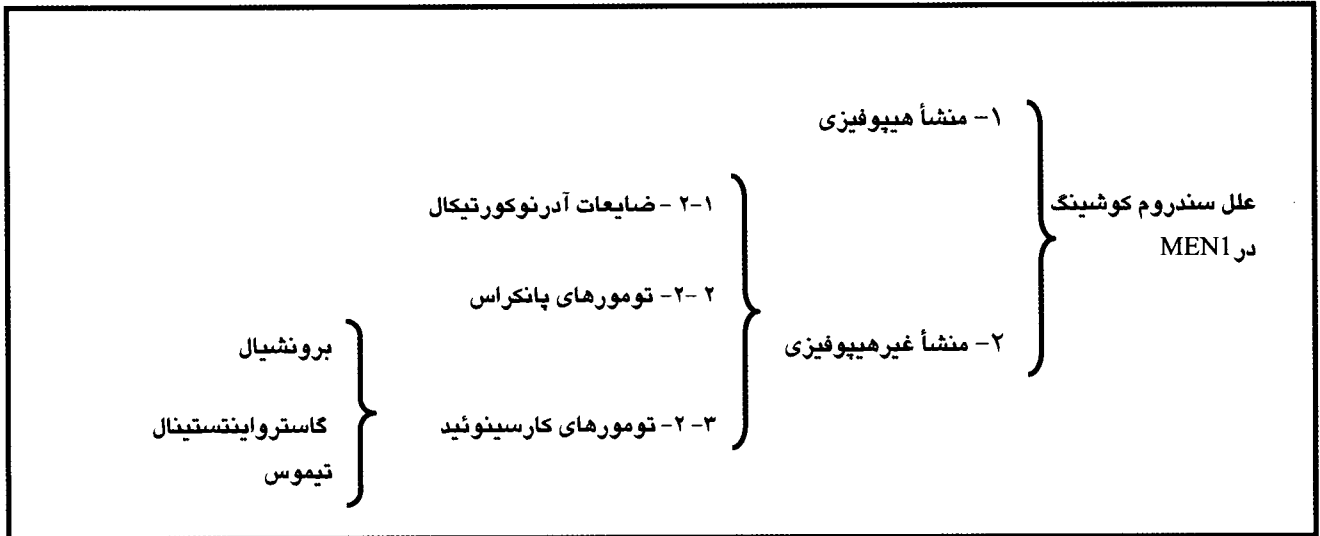 علل سندروم کوشینگ
در MEN1
۱- منشأ هیپوفیزی
۲- منشأ غیرهیپوفیزی
۲-۱ - ضایعات آدرنوکورتیکال
۲ -۲- تومورهای پانکراس
۳- ۲- تومورهای کارسینوئید
برونشیال
گاسترواینتستینال
تیموس